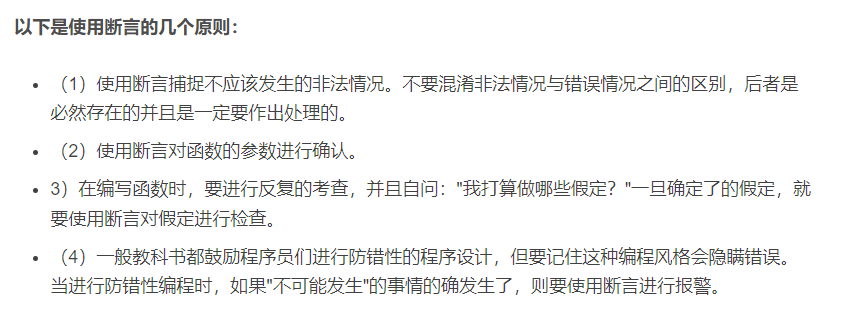 以下是使用断言的几个原则：
（1）使用断言捕捉不应该发生的非法情况。不要混淆非法情况与错误情况之间的区别，后者是
必然存在的并且是一定要作出处理的。
（2）使用断言对函数的参数进行确认。
3）在编写函数时，要进行反复的考查，并且自问："我打算做哪些假定？"一旦确定了的假定，就
要使用断言对假定进行检查。
（4）一般教科书都鼓励程序员们进行防错性的程序设计，但要记住这种编程风格会隐瞒错误。
当进行防错性编程时，如果"不可能发生"的事情的确发生了，则要使用断言进行报警。